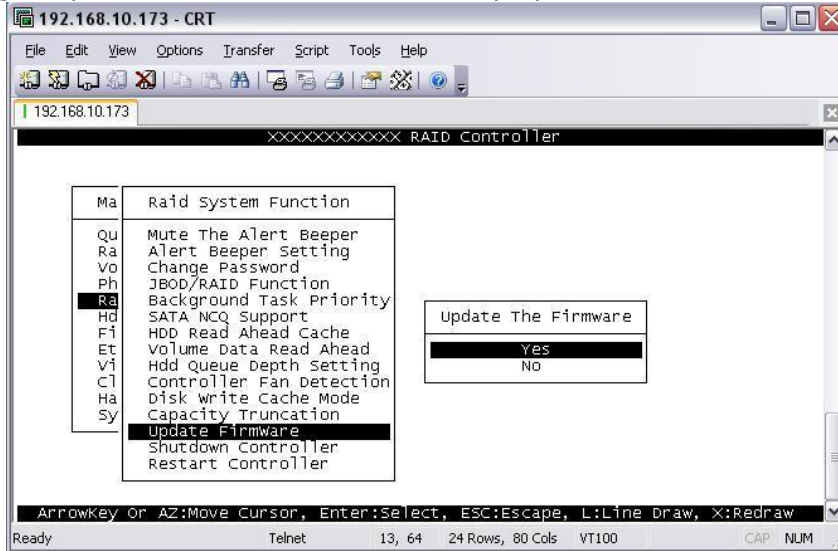 192.168.10.173 - CRT
File Edit View Options Transfer Script Tools Help
192.168.10.173
XXXXXXXXXXXX RAID Controller
Ma
Qu
Ra
Vo
Ph
Ra
Hd
Fi
Et
Vi
Cl
Ha
Sy
Raid System Function
Mute The Alert Beeper
Alert Beeper Setting
Change Password
JBOD/RAID Function
Background Task Priority
SATA NCQ Support
HDD Read Ahead Cache
Volume Data Read Ahead
Hdd Queue Depth Setting
Controller Fan Detection
Disk Write Cache Mode
Capacity Truncation
Update Firmware
Shutdown Controller
Restart Controller
Update The Firmware
Yes
No
ArrowKey Or AZ:Move Cursor, Enter:Select, ESC:Escape, L:Line Draw, X:Redraw
Ready Telnet 13, 64 24 Rows, 80 Cols VT100 CAP NUM